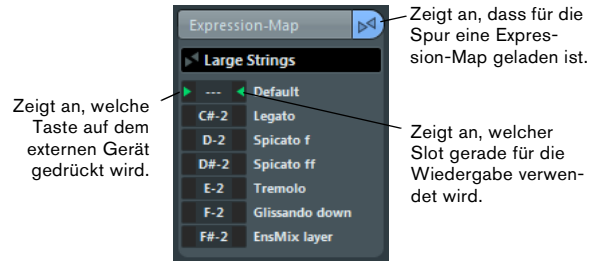 Expression-Map
Large Strings
--- Default
C#-2 Legato
D-2 Spicato f
D#-2 Spicato ff
E-2 Tremolo
F-2 Glissando down
F#-2 EnsMix layer
Zeigt an, welche
Taste auf dem
externen Gerät
gedrückt wird.
Zeigt an, dass für die
Spur eine Expres-
sion-Map geladen ist.
Zeigt an, welcher
Slot gerade für die
Wiedergabe verwen-
det wird.